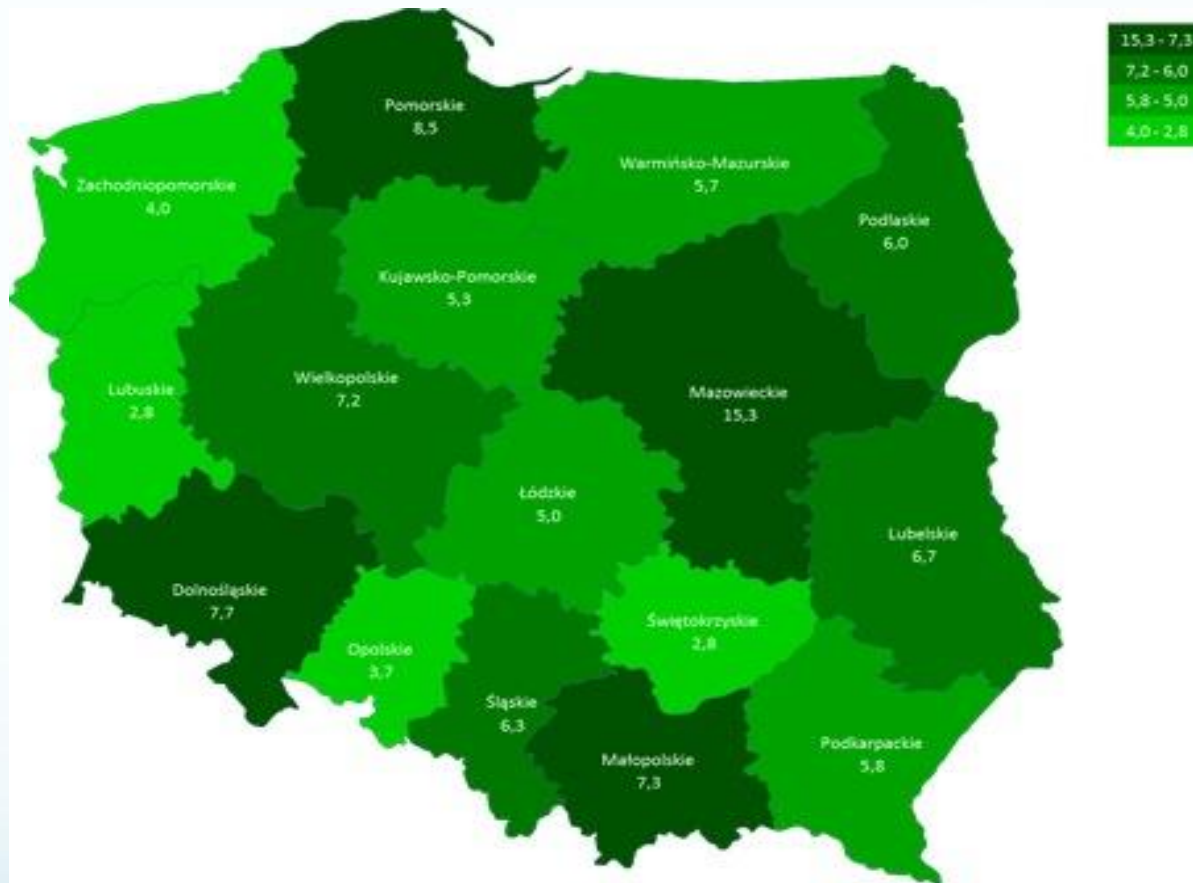 15,3 - 7,3
7,2 - 6,0
5,8 - 5,0
4,0 - 2,8
Pomorskie
8,5
Warmińsko-Mazurskie
5,7
Zachodniopomorskie
4,0
Podlaskie
6,0
Kujawsko-Pomorskie
5,3
Wielkopolskie
7,2
Lubuskie
2,8
Mazowieckie
15,3
Łódzkie
5,0
Lubelskie
6,7
Dolnośląskie
7,7
Opolskie
3,7
Świętokrzyskie
2,8
Śląskie
6,3
Małopolskie
7,3
Podkarpackie
5,8